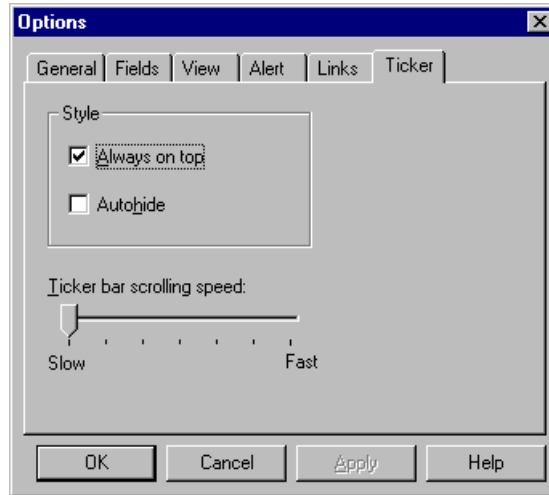 Options
General Fields View Alert Links Ticker
Style
Always on top
Autohide
Ticker bar scrolling speed:
Slow Fast
OK Cancel Apply Help